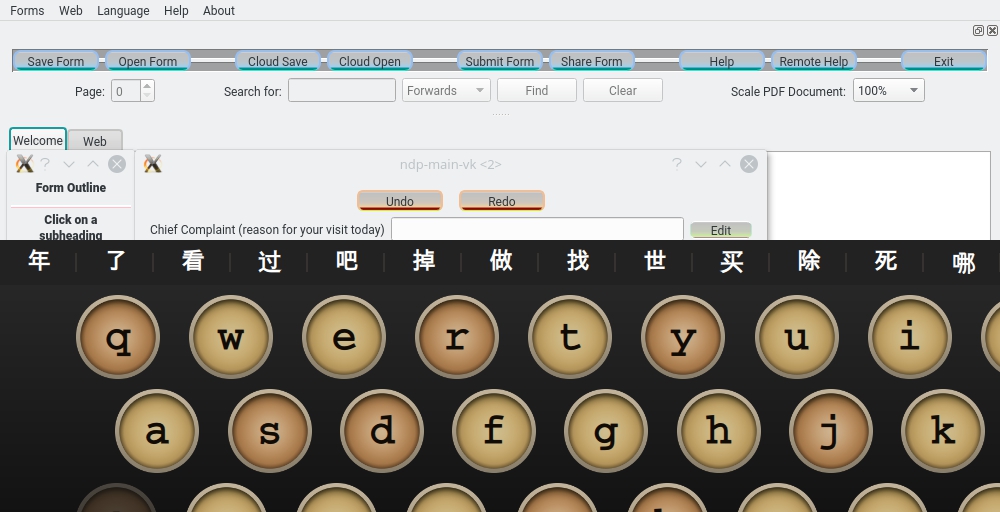 Forms Web Language Help About
Save Form Open Form Cloud Save Cloud Open Submit Form Share Form Help Remote Help Exit
Page: 0 Search for: Forwards Find Clear Scale PDF Document: 100%
Welcome Web
ndp-main-vk <2>
Form Outline
Undo Redo
Click on a
subheading
Chief Complaint (reason for your visit today) Edit
年 了 看 过 吧 掉 做 找 世 买 除 死 哪
q w e r t y u i
a s d f g h j k